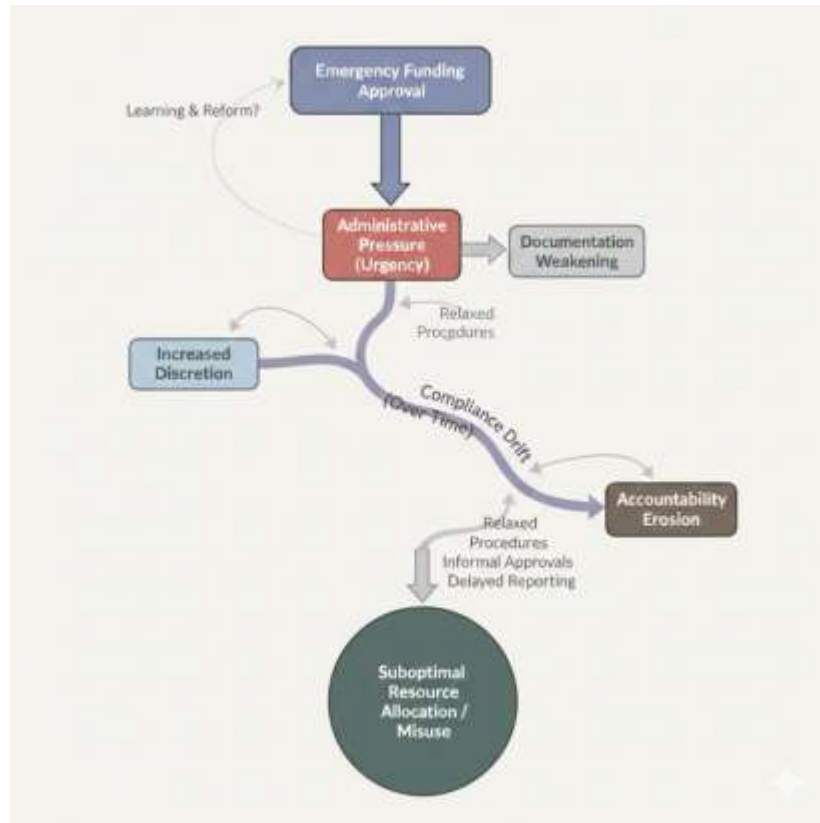 Emergency Funding
Approval
Learning & Reform?
Administrative
Pressure
(Urgency)
Documentation
Weakening
Relaxed
Procgdures
Increased
Discretion
Compliance Drift
(Over Time)
Accountability
Erosion
Relaxed
Procedures
Informal Approvals
Delayed Reporting
Suboptimal
Resource
Allocation /
Misuse